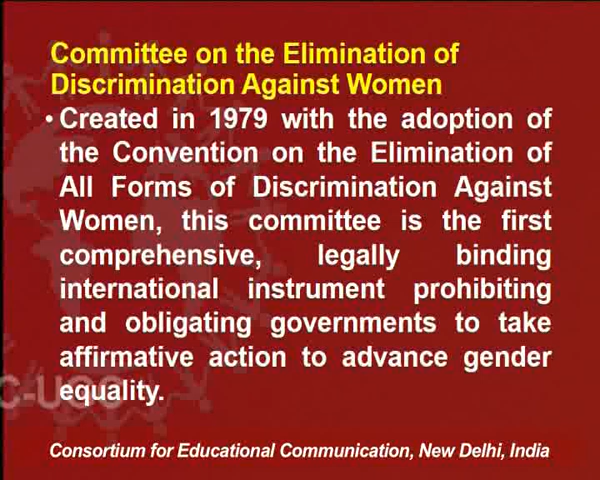 Committee on the Elimination of
Discrimination Against Women
• Created in 1979 with the adoption of
the Convention on the Elimination of
All Forms of Discrimination Against
Women, this committee is the first
comprehensive, legally binding
international instrument prohibiting
and obligating governments to take
affirmative action to advance gender
equality.
C-USS
Consortium for Educational Communication, New Delhi, India